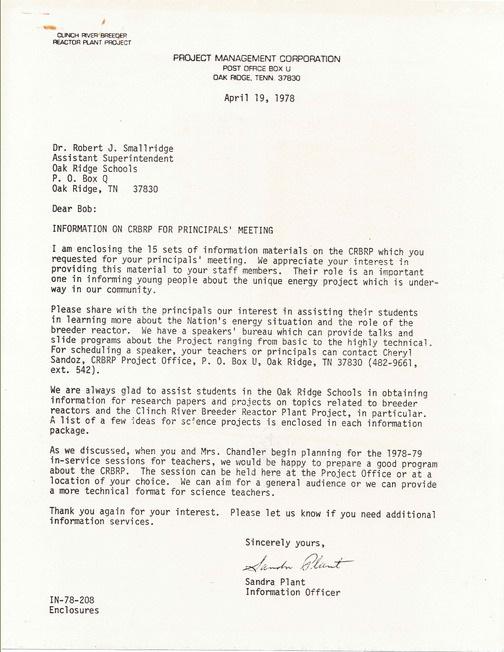 CLINCH RIVER BREEDER
REACTOR PLANT PROJECT
PROJECT MANAGEMENT CORPORATION
POST OFFICE BOX U
OAK RIDGE, TENN. 37830
April 19, 1978
Dr. Robert J. Smallridge
Assistant Superintendent
Oak Ridge Schools
P. O. Box Q
Oak Ridge, TN 37830
Dear Bob:
INFORMATION ON CRBRP FOR PRINCIPALS' MEETING
I am enclosing the 15 sets of information materials on the CRBRP which you
requested for your principals' meeting. We appreciate your interest in
providing this material to your staff members. Their role is an important
one in informing young people about the unique energy project which is under-
way in our community.
Please share with the principals our interest in assisting their students
in learning more about the Nation's energy situation and the role of the
breeder reactor. We have a speakers' bureau which can provide talks and
slide programs about the Project ranging from basic to the highly technical.
For scheduling a speaker, your teachers or principals can contact Cheryl
Sandoz, CRBRP Project Office, P. O. Box U, Oak Ridge, TN 37830 (482-9661,
ext. 542).
We are always glad to assist students in the Oak Ridge Schools in obtaining
information for research papers and projects on topics related to breeder
reactors and the Clinch River Breeder Reactor Plant Project, in particular.
A list of a few ideas for science projects is enclosed in each information
package.
As we discussed, when you and Mrs. Chandler begin planning for the 1978-79
in-service sessions for teachers, we would be happy to prepare a good program
about the CRBRP. The session can be held here at the Project Office or at a
location of your choice. We can aim for a general audience or we can provide
a more technical format for science teachers.
Thank you again for your interest. Please let us know if you need additional
information services.
Sincerely yours,
Sandra Plant
Sandra Plant
Information Officer
IN-78-208
Enclosures